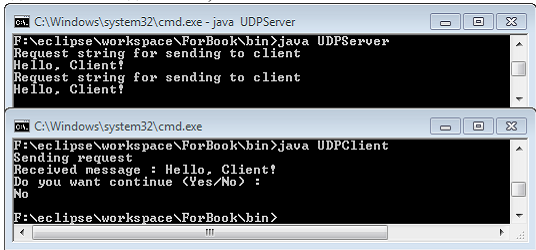 C:\Windows\system32\cmd.exe - java  UDPServer
F:\eclipse\workspace\ForBook\bin>java UDPServer
Request string for sending to client
Hello, Client!
Request string for sending to client
Hello, Client!
C:\Windows\system32\cmd.exe
F:\eclipse\workspace\ForBook\bin>java UDPClient
Sending request
Received message : Hello, Client!
Do you want continue (Yes/No) :
No
F:\eclipse\workspace\ForBook\bin>